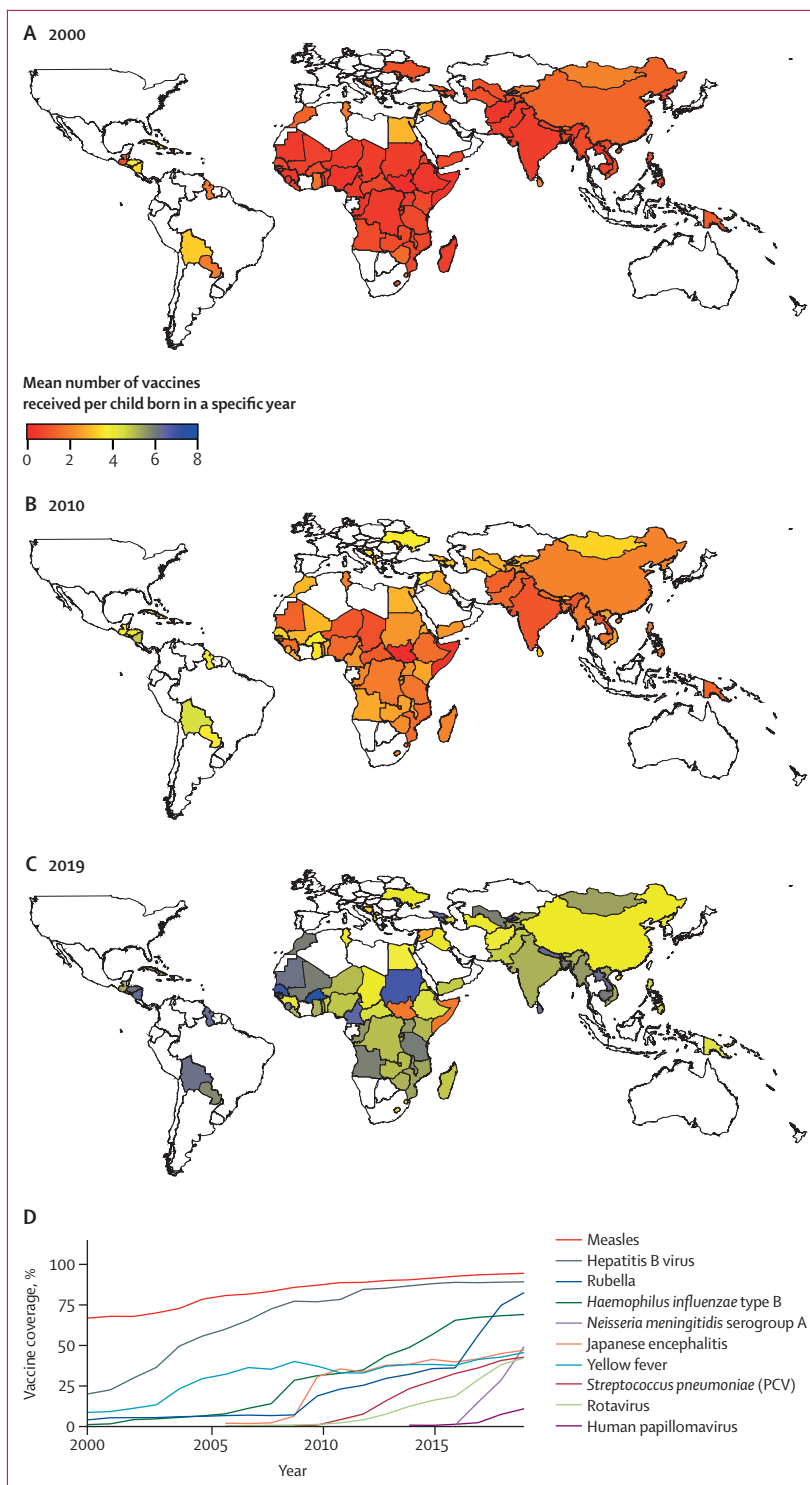 A 2000
Mean number of vaccines
received per child born in a specific year
0 2 4 6 8
B 2010
C 2019
D
100
75
50
25
0
Vaccine coverage, %
2000 2005 2010 2015
Year
Measles
Hepatitis B virus
Rubella
Haemophilus influenzae type B
Neisseria meningitidis serogroup A
Japanese encephalitis
Yellow fever
Streptococcus pneumoniae (PCV)
Rotavirus
Human papillomavirus